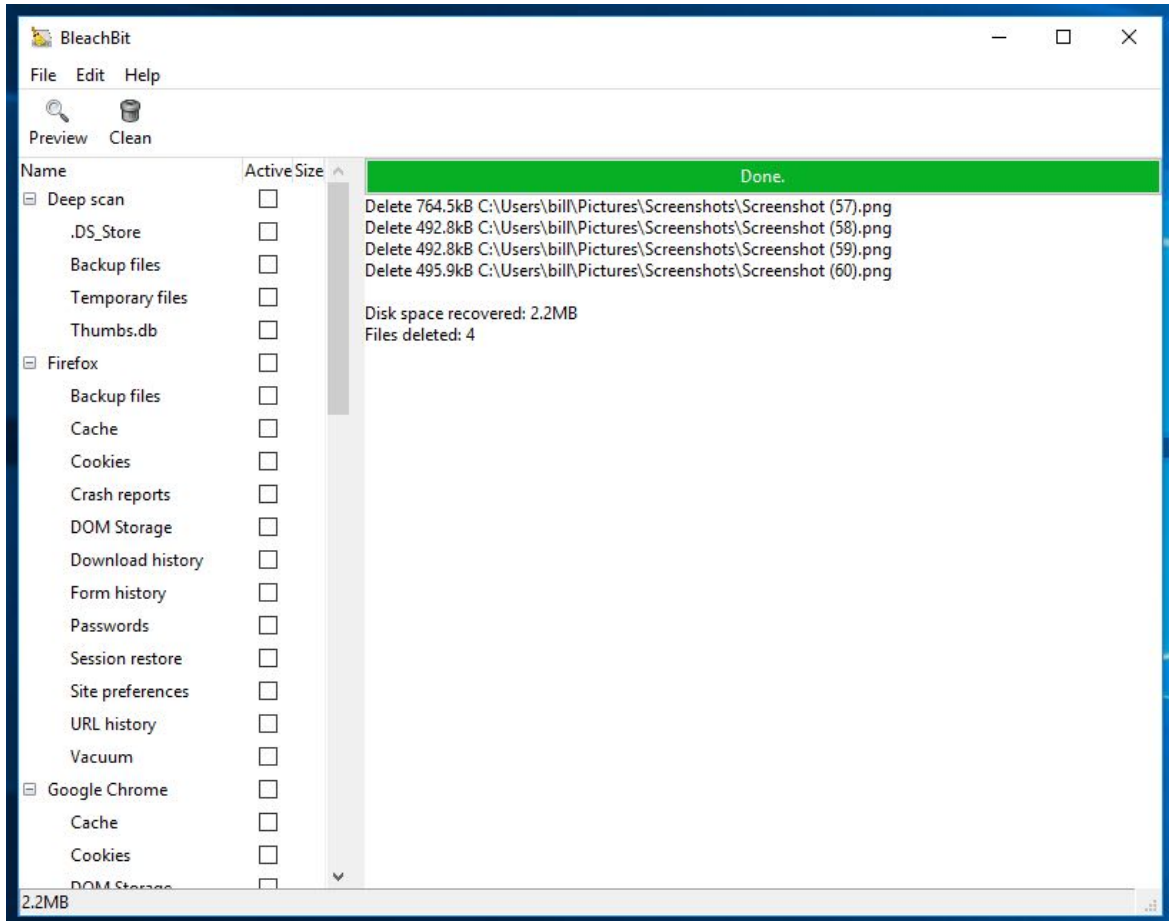 BleachBit
File Edit Help
Preview Clean
Name Active Size
Deep scan
.DS_Store
Backup files
Temporary files
Thumbs.db
Firefox
Backup files
Cache
Cookies
Crash reports
DOM Storage
Download history
Form history
Passwords
Session restore
Site preferences
URL history
Vacuum
Google Chrome
Cache
Cookies
DOM Storage
Done.
Delete 764.5kB C:\Users\bill\Pictures\Screenshots\Screenshot (57).png
Delete 492.8kB C:\Users\bill\Pictures\Screenshots\Screenshot (58).png
Delete 492.8kB C:\Users\bill\Pictures\Screenshots\Screenshot (59).png
Delete 495.9kB C:\Users\bill\Pictures\Screenshots\Screenshot (60).png
Disk space recovered: 2.2MB
Files deleted: 4
2.2MB